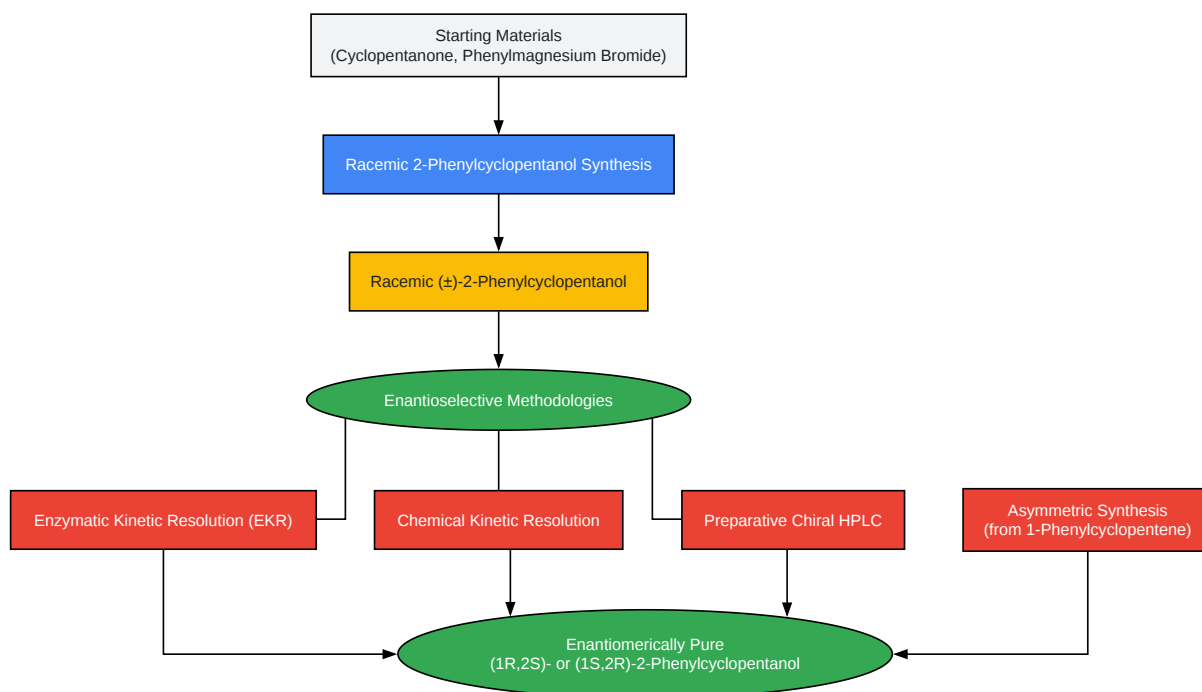 Starting Materials
(Cyclopentanone, Phenylmagnesium Bromide)
Racemic 2-Phenylcyclopentanol Synthesis
Racemic (±)-2-Phenylcyclopentanol
Enantioselective Methodologies
Enzymatic Kinetic Resolution (EKR)
Chemical Kinetic Resolution
Preparative Chiral HPLC
Asymmetric Synthesis
(from 1-Phenylcyclopentene)
Enantiomerically Pure
(1R,2S)- or (1S,2R)-2-Phenylcyclopentanol